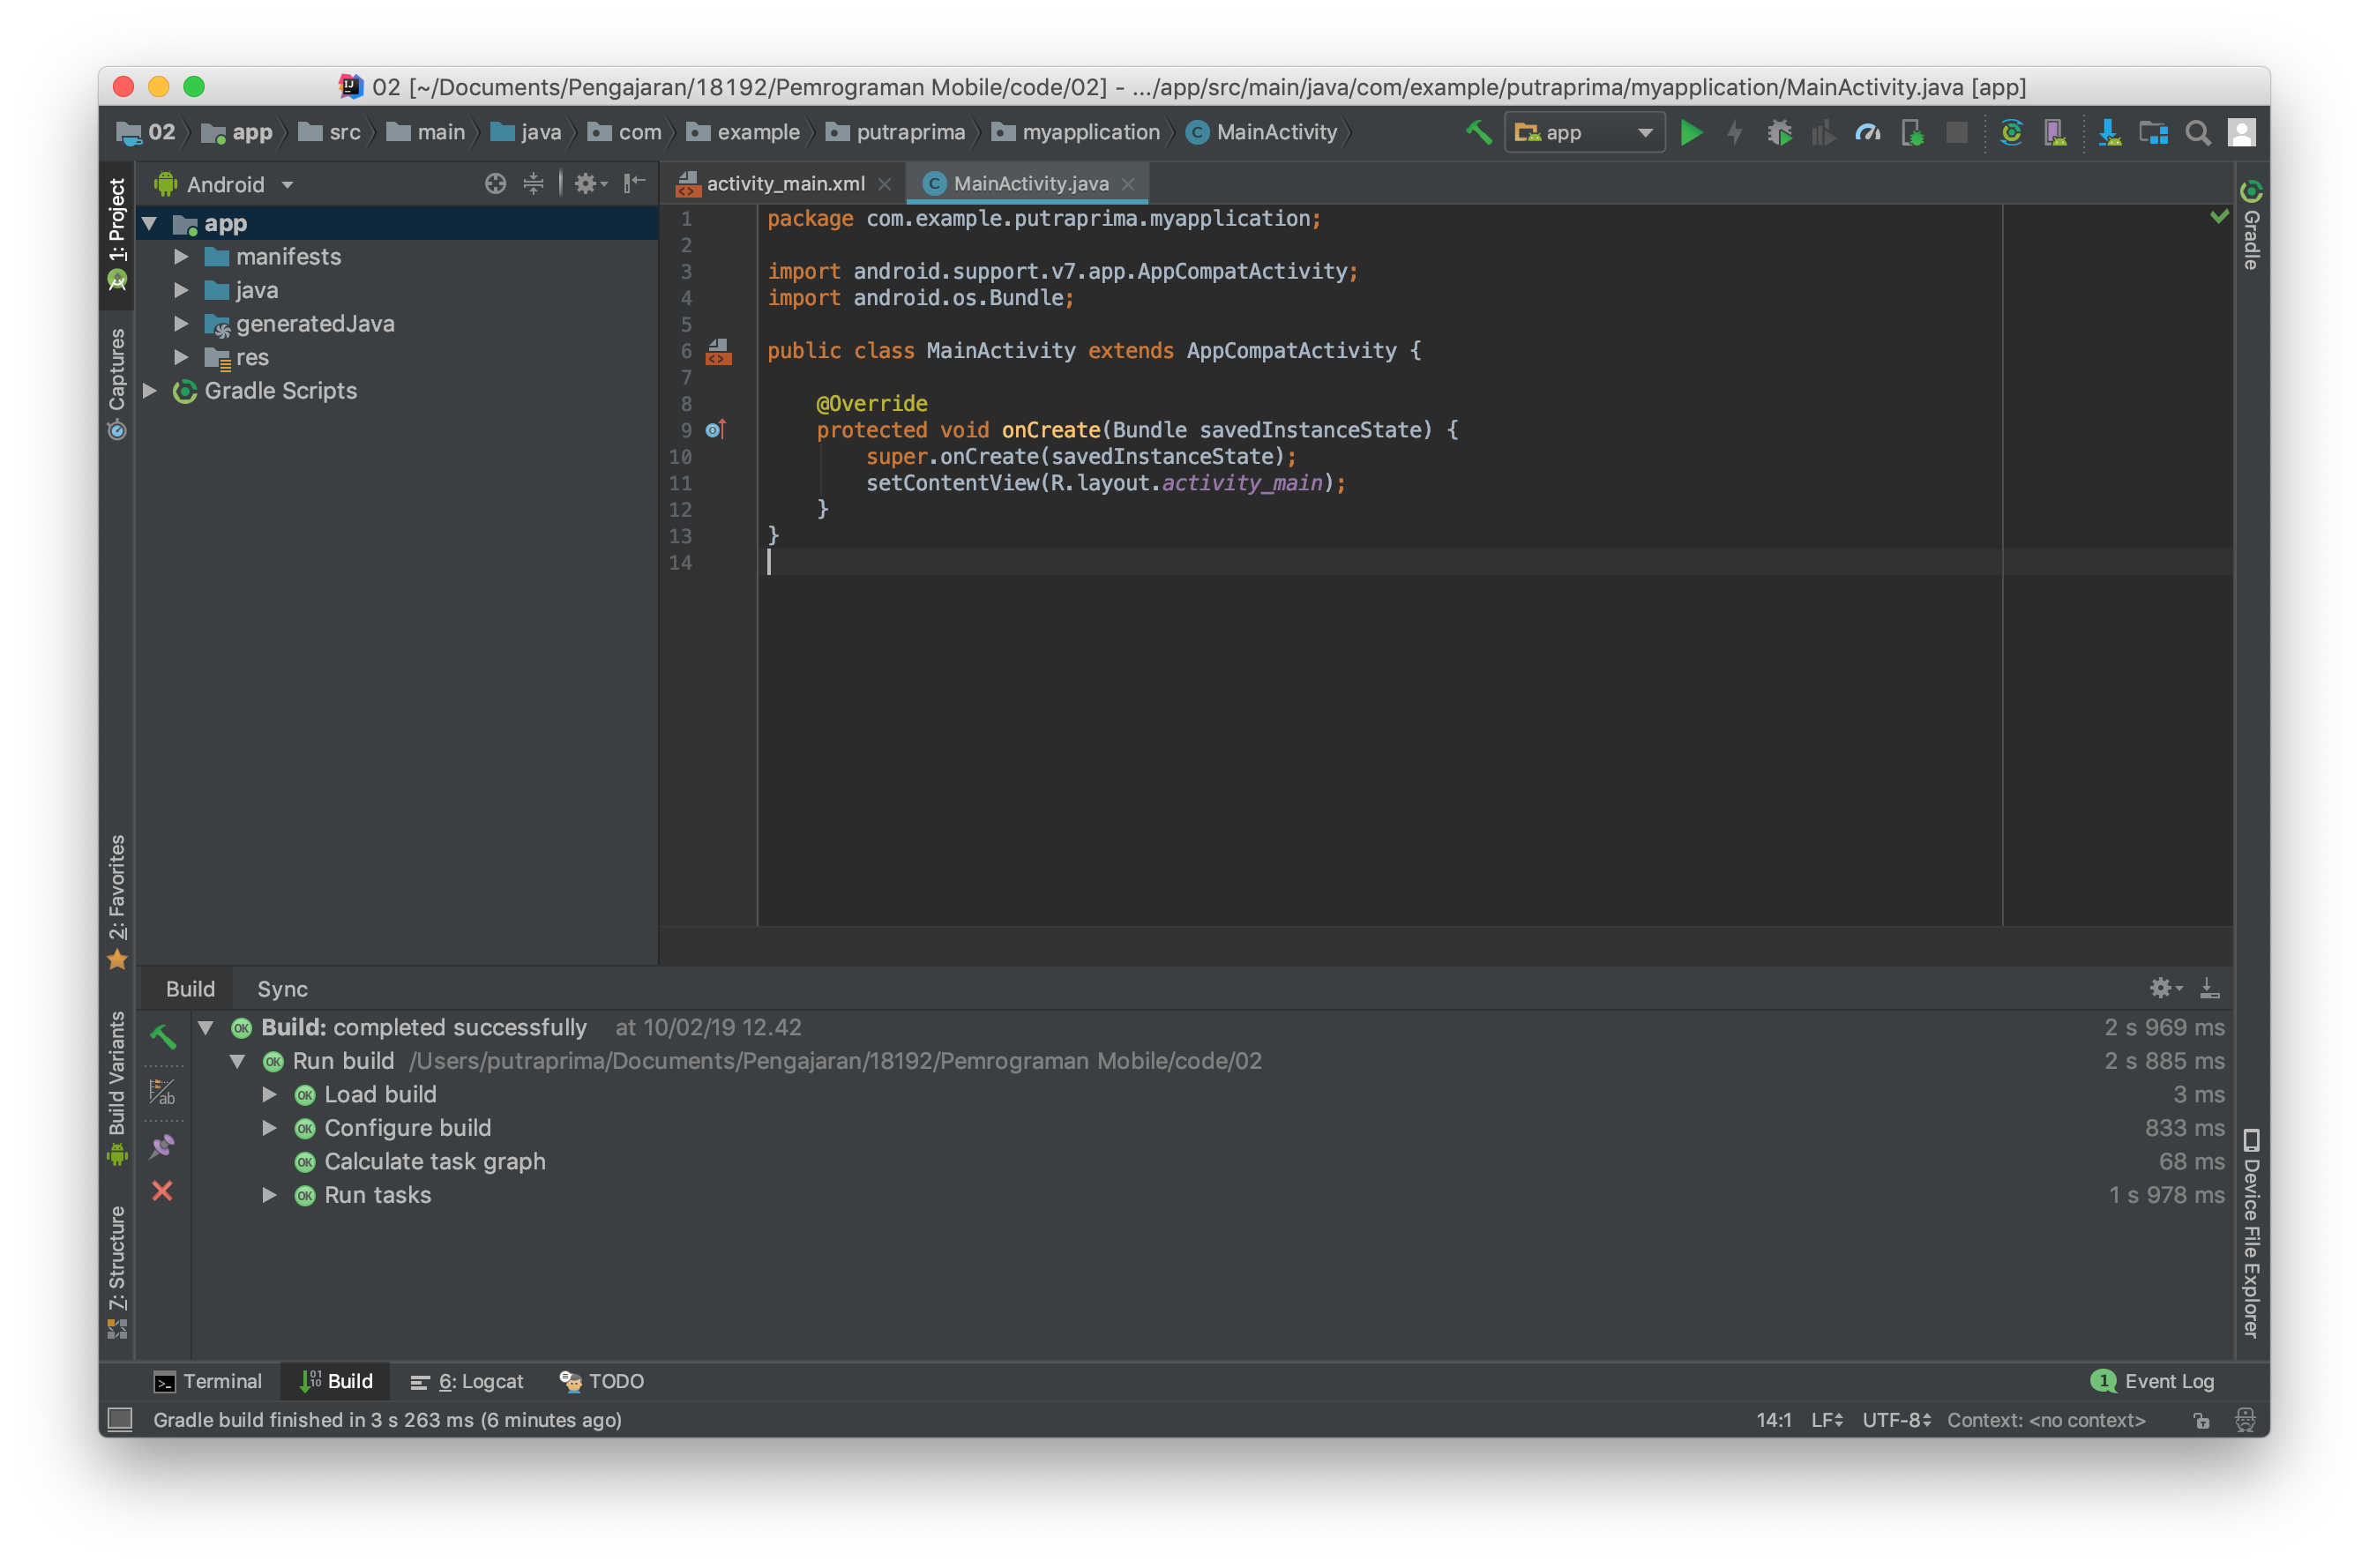 02 [~/Documents/Pengajaran/18192/Pemrograman Mobile/code/02] - .../app/src/main/java/com/example/putraprima/myapplication/MainActivity.java [app]
02 app src main java com example putraprima myapplication MainActivity app
1: Project
Captures
2: Favorites
Build Variants
7: Structure
Android
app
manifests
java
generatedJava
res
Gradle Scripts
activity_main.xml MainActivity.java
1 package com.example.putraprima.myapplication;
2
3 import android.support.v7.app.AppCompatActivity;
4 import android.os.Bundle;
5
6 public class MainActivity extends AppCompatActivity {
7
8 @Override
9 protected void onCreate(Bundle savedInstanceState) {
10 super.onCreate(savedInstanceState);
11 setContentView(R.layout.activity_main);
12 }
13 }
14
Gradle
Device File Explorer
Build Sync
Build: completed successfully at 10/02/19 12.42 2 s 969 ms
Run build /Users/putraprima/Documents/Pengajaran/18192/Pemrograman Mobile/code/02 2 s 885 ms
Load build 3 ms
Configure build 833 ms
Calculate task graph 68 ms
Run tasks 1 s 978 ms
Terminal Build 6: Logcat TODO 1 Event Log
Gradle build finished in 3 s 263 ms (6 minutes ago) 14:1 LF UTF-8 Context: <no context>